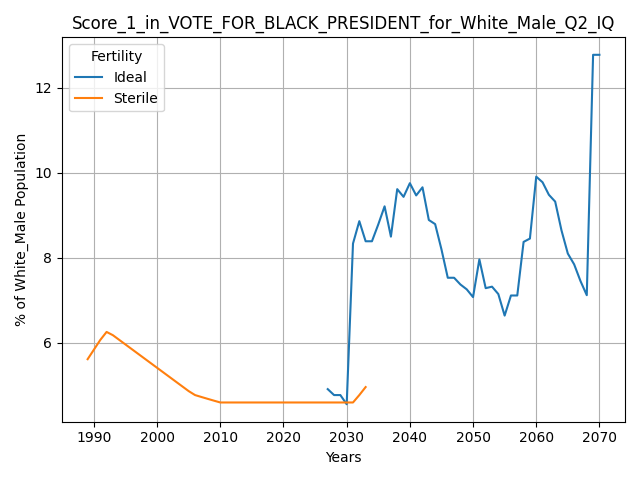 Score_1_in_VOTE_FOR_BLACK_PRESIDENT_for_White_Male_Q2_IQ
Fertility
Ideal
Sterile
% of White_Male Population
12
10
8
6
1990 2000 2010 2020 2030 2040 2050 2060 2070
Years